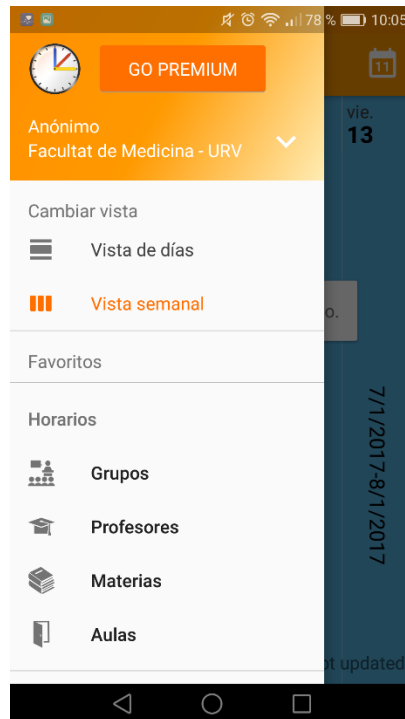 78 % 10:05
GO PREMIUM
11
Anónimo
Facultat de Medicina - URV
vie.
13
Cambiar vista
Vista de días
Vista semanal
o.
Favoritos
Horarios
Grupos
Profesores
Materias
Aulas
7/1/2017-8/1/2017
ot updated